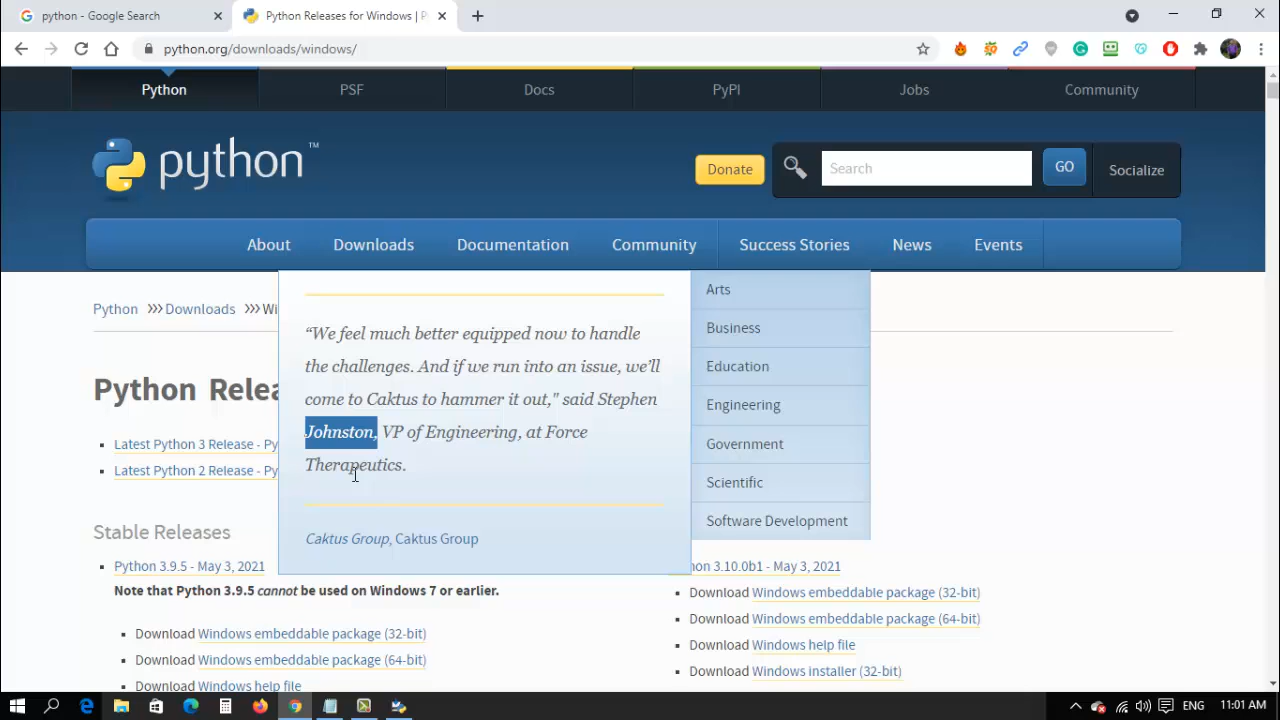 python - Google Search
Python Releases for Windows | P
python.org/downloads/windows/
Python
PSF
Docs
PyPI
Jobs
Community
python™
Donate
Search
GO
Socialize
About
Downloads
Documentation
Community
Success Stories
News
Events
Python
Downloads
Wi
“We feel much better equipped now to handle
the challenges. And if we run into an issue, we’ll
come to Caktus to hammer it out," said Stephen
Johnston, VP of Engineering, at Force
Therapeutics.
Caktus Group, Caktus Group
Arts
Business
Education
Engineering
Government
Scientific
Software Development
Python Relea
Latest Python 3 Release - Py
Latest Python 2 Release - Py
Stable Releases
Python 3.9.5 - May 3, 2021
Note that Python 3.9.5 cannot be used on Windows 7 or earlier.
Download Windows embeddable package (32-bit)
Download Windows embeddable package (64-bit)
Download Windows help file
hon 3.10.0b1 - May 3, 2021
Download Windows embeddable package (32-bit)
Download Windows embeddable package (64-bit)
Download Windows help file
Download Windows installer (32-bit)
ENG
11:01 AM